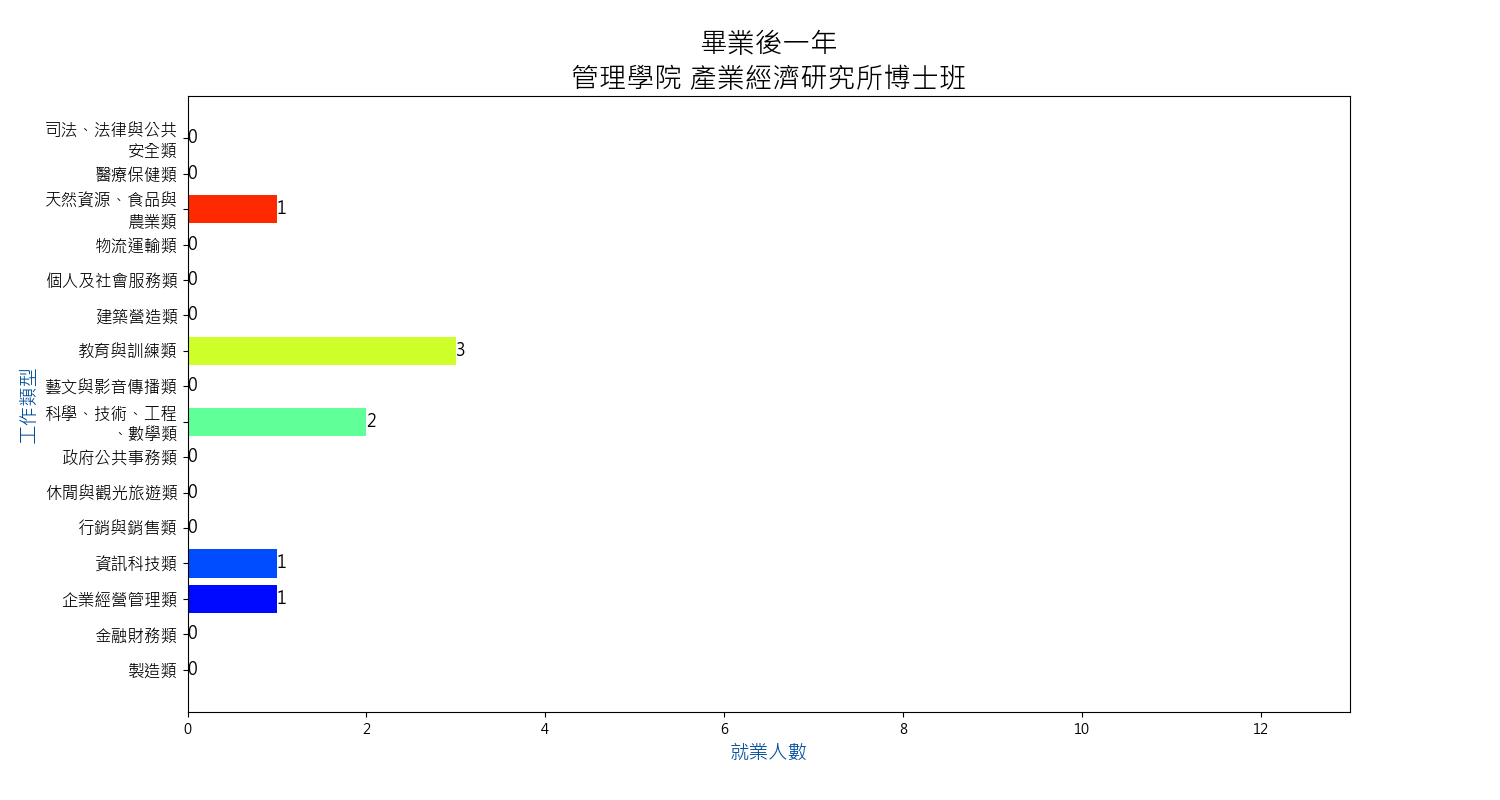 畢業後一年
管理學院 產業經濟研究所博士班
司法、法律與公共
安全類
0
醫療保健類
0
天然資源、食品與
農業類
1
物流運輸類
0
個人及社會服務類
0
建築營造類
0
教育與訓練類
3
藝文與影音傳播類
0
科學、技術、工程
、數學類
2
政府公共事務類
0
休閒與觀光旅遊類
0
行銷與銷售類
0
資訊科技類
1
企業經營管理類
1
金融財務類
0
製造類
0
工作類型
0 2 4 6 8 10 12
就業人數